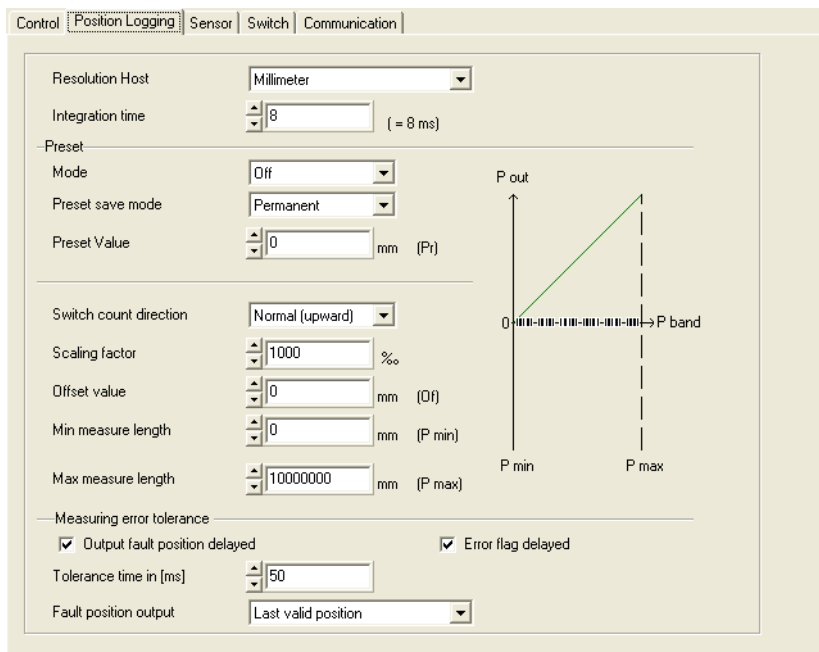 Control Position Logging Sensor Switch Communication
Resolution Host Millimeter
Integration time 8 ( = 8 ms)
Preset
Mode Off
Preset save mode Permanent
Preset Value 0 mm (Pr)
Switch count direction Normal (upward)
Scaling factor 1000 ‰
Offset value 0 mm (Of)
Min measure length 0 mm (P min)
Max measure length 10000000 mm (P max)
P out
0 P band
P min P max
Measuring error tolerance
Output fault position delayed Error flag delayed
Tolerance time in [ms] 50
Fault position output Last valid position